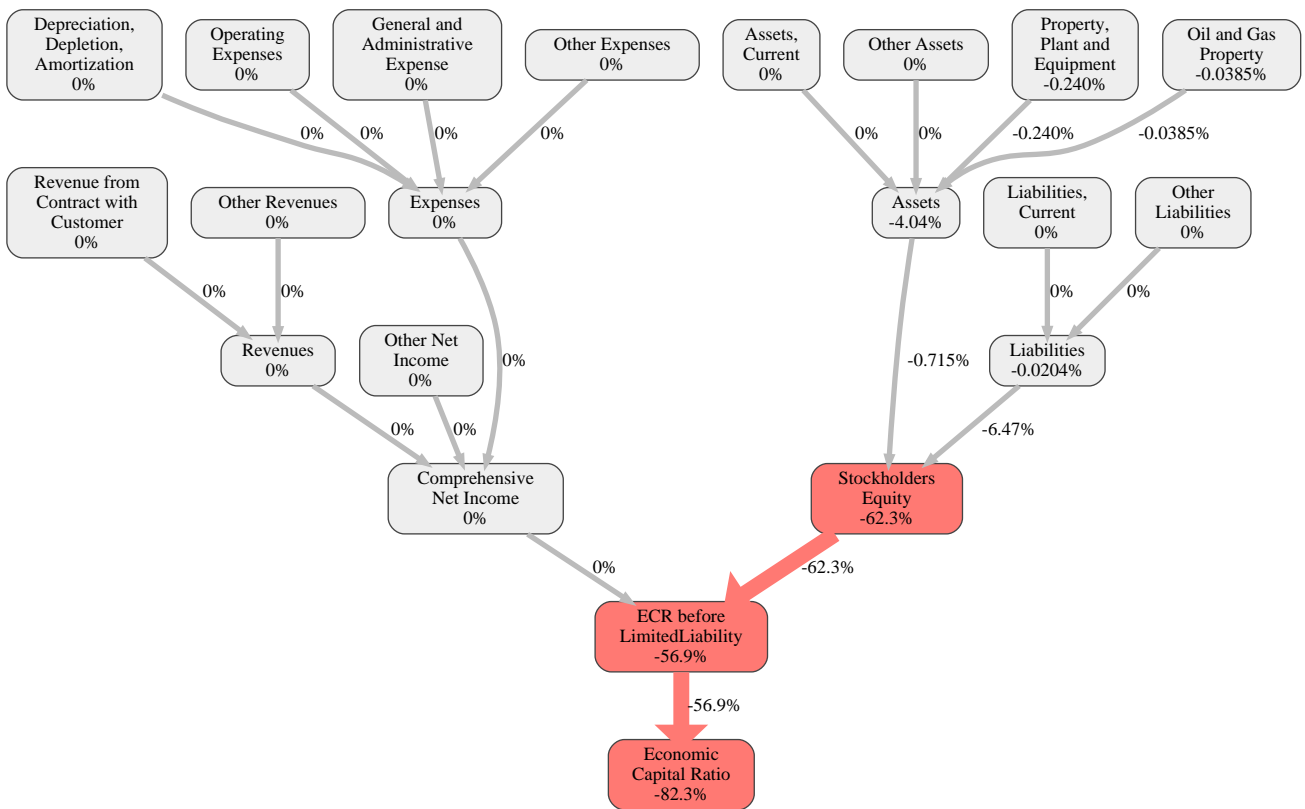 Depreciation,
Depletion,
Amortization
0%
Operating
Expenses
0%
General and
Administrative
Expense
0%
Other Expenses
0%
Assets,
Current
0%
Other Assets
0%
Property,
Plant and
Equipment
-0.240%
Oil and Gas
Property
-0.0385%
0%
0%
0%
0%
0%
0%
-0.240%
-0.0385%
Revenue from
Contract with
Customer
0%
Other Revenues
0%
Expenses
0%
Assets
-4.04%
Liabilities,
Current
0%
Other
Liabilities
0%
0%
0%
0%
0%
Revenues
0%
Other Net
Income
0%
0%
-0.715%
Liabilities
-0.0204%
0%
0%
-6.47%
Comprehensive
Net Income
0%
Stockholders
Equity
-62.3%
0%
-62.3%
ECR before
LimitedLiability
-56.9%
-56.9%
Economic
Capital Ratio
-82.3%